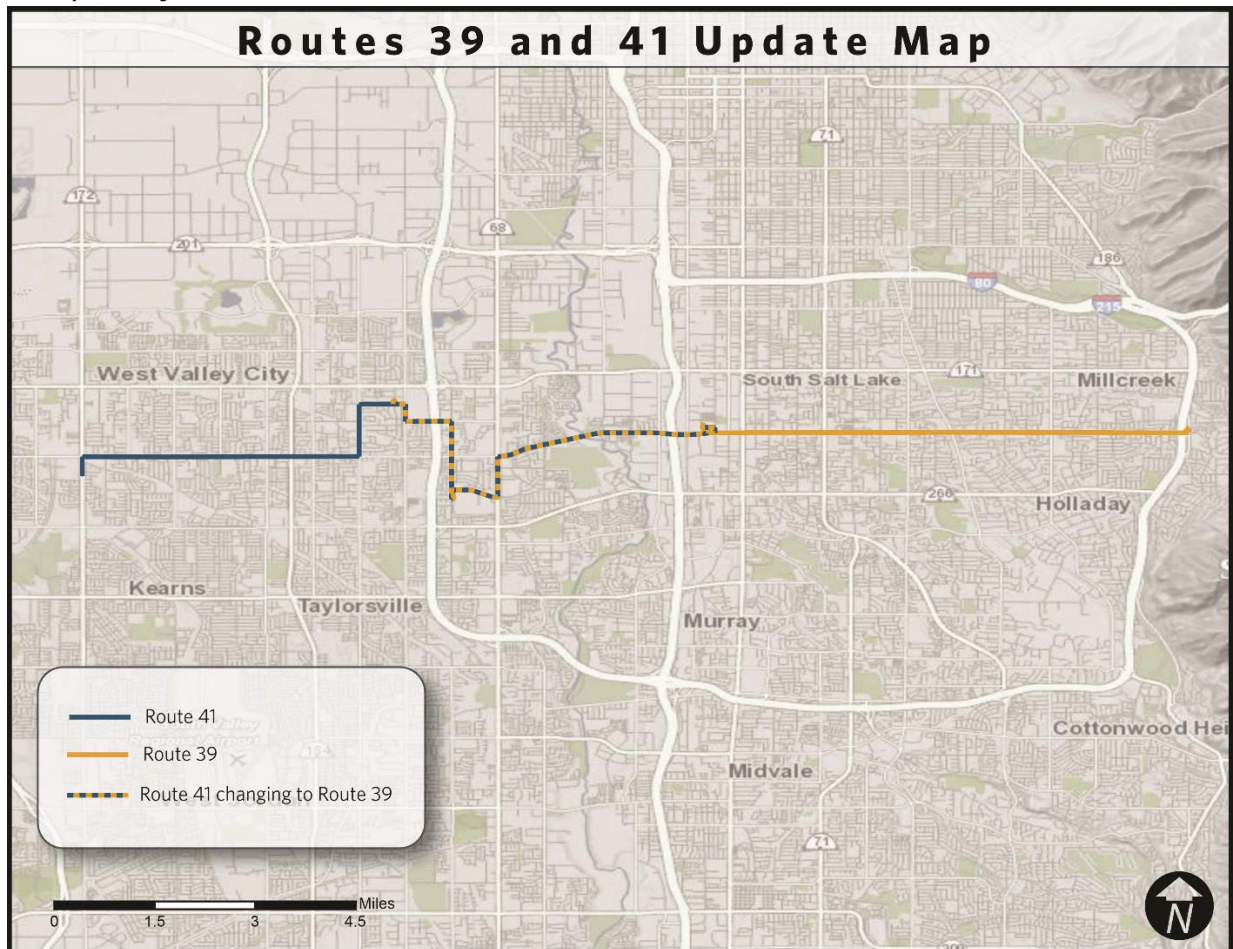 Routes 39 and 41 Update Map
71
172
68
201
186
80
215
West Valley City
South Salt Lake
171
Millcreek
266
Holladay
Kearns
Taylorsville
Murray
Route 41
Route 39
Route 41 changing to Route 39
Cottonwood Hei
Midvale
71
Miles
0 1.5 3 4.5
N